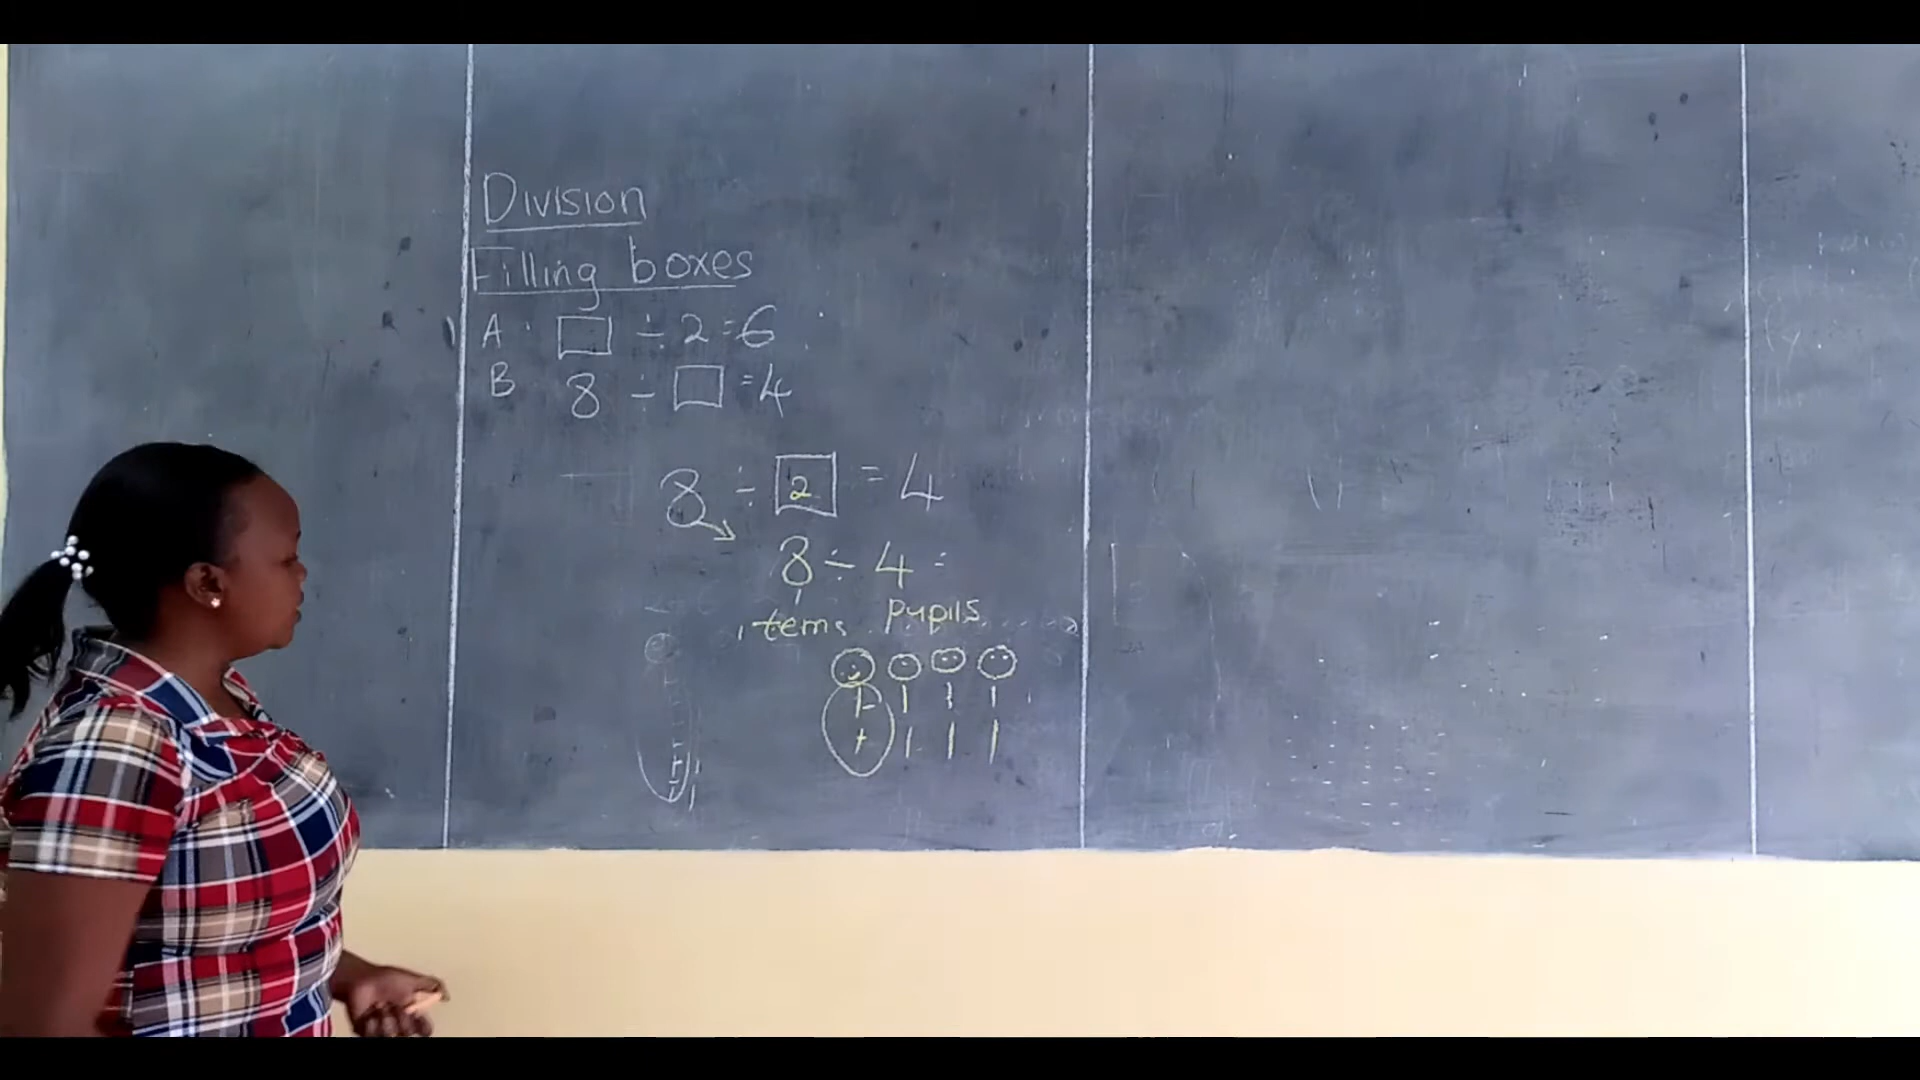 Division
Filling boxes
A . □ ÷ 2 = 6
B 8 ÷ □ = 4
8 ÷ 2 = 4
8 ÷ 4 =
items pupils